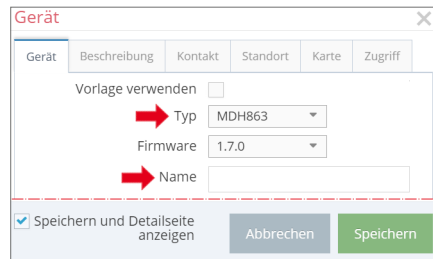 Gerät
Gerät Beschreibung Kontakt Standort Karte Zugriff
Vorlage verwenden
Typ MDH863
Firmware 1.7.0
Name
Speichern und Detailseite
anzeigen
Abbrechen Speichern